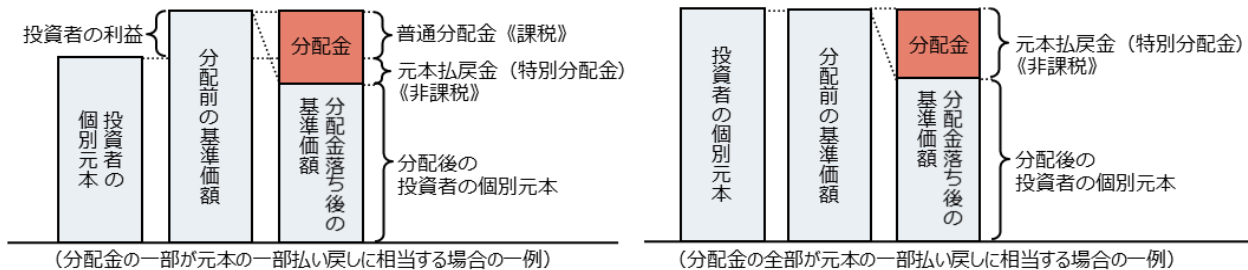 投資者の利益
投資者の
個別元本
分配前の基準価額
分配金
分配金落ち後の
基準価額
普通分配金《課税》
元本払戻金（特別分配金）
《非課税》
分配後の
投資者の個別元本
（分配金の一部が元本の一部払い戻しに相当する場合の一例）
投資者の個別元本
分配前の基準価額
分配金
分配金落ち後の
基準価額
元本払戻金（特別分配金）
《非課税》
分配後の
投資者の個別元本
（分配金の全部が元本の一部払い戻しに相当する場合の一例）